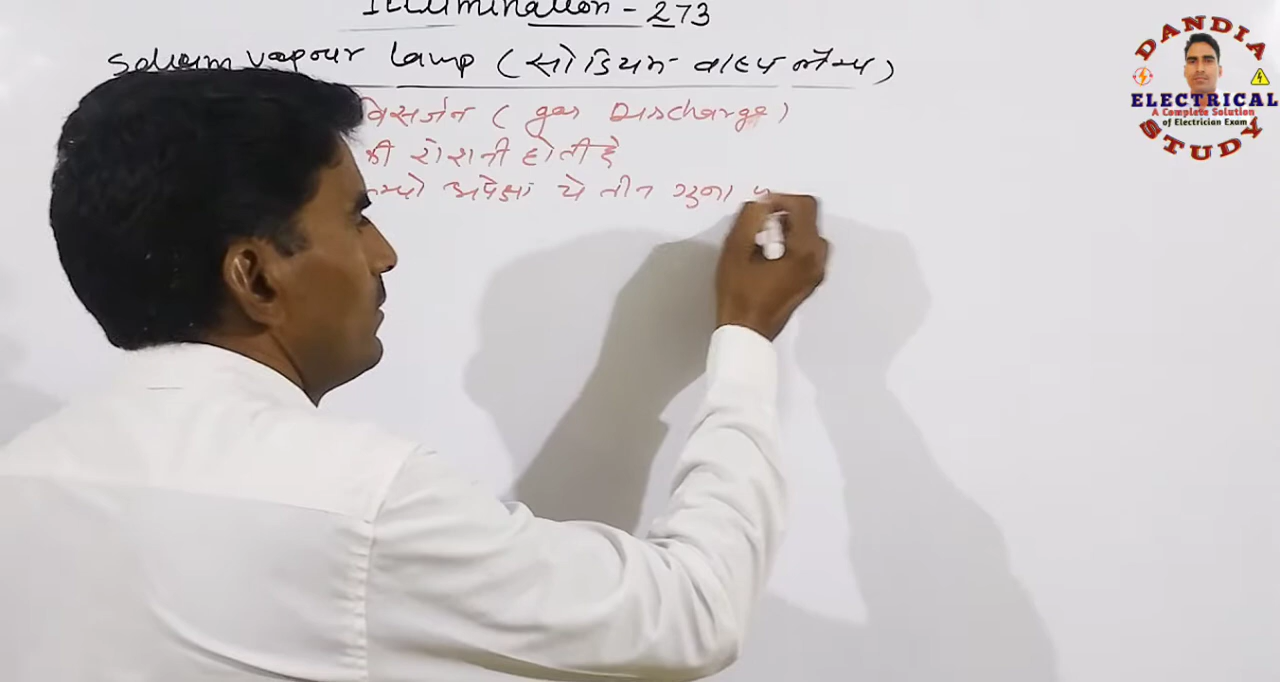 Illumination - 273
Sodium vapour lamp (सोडियम वाष्प लैम्प)
विसर्जन ( gas Discharge)
की रोशनी होती है
अपेक्षा ये तीन गुना
DANDIA
ELECTRICAL
A Complete Solution
of Electrician Exam
STUDY